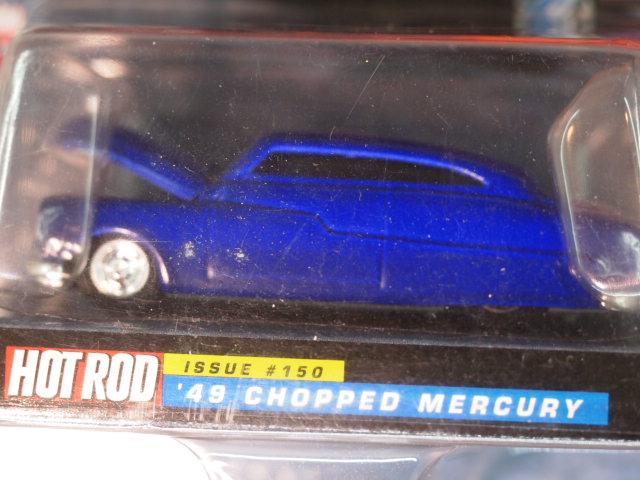 HOT ROD
ISSUE #150
'49 CHOPPED MERCURY